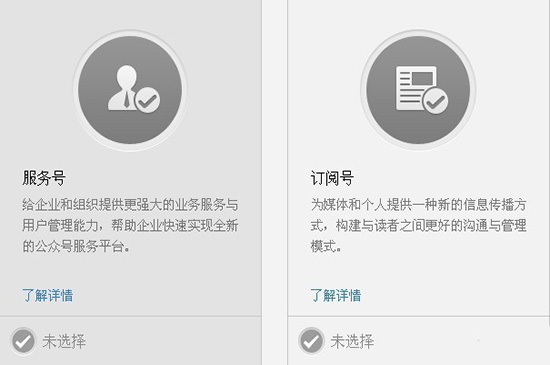 服务号
给企业和组织提供更强大的业务服务与
用户管理能力，帮助企业快速实现全新
的公众号服务平台。
了解详情
未选择
订阅号
为媒体和个人提供一种新的信息传播方
式，构建与读者之间更好的沟通与管理
模式。
了解详情
未选择